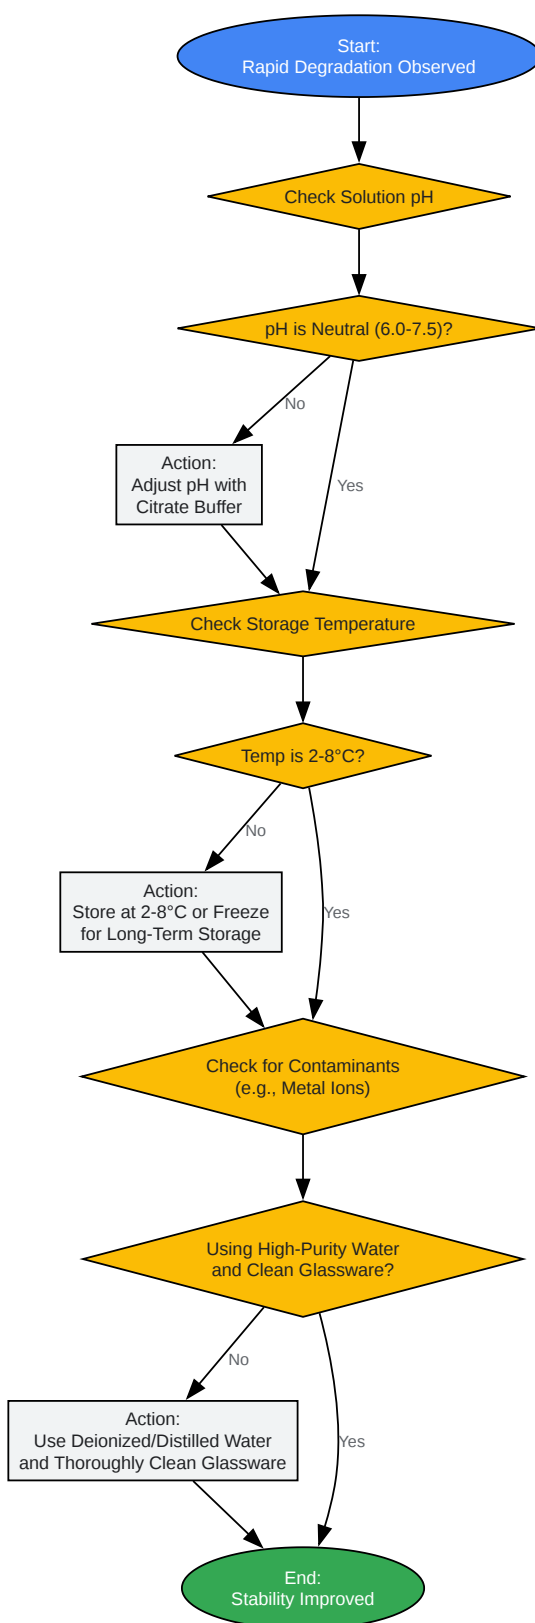 Start:
Rapid Degradation Observed
Check Solution pH
pH is Neutral (6.0-7.5)?
No
Action:
Adjust pH with
Citrate Buffer
Yes
Check Storage Temperature
Temp is 2-8°C?
No
Action:
Store at 2-8°C or Freeze
for Long-Term Storage
Yes
Check for Contaminants
(e.g., Metal Ions)
Using High-Purity Water
and Clean Glassware?
No
Action:
Use Deionized/Distilled Water
and Thoroughly Clean Glassware
Yes
End:
Stability Improved